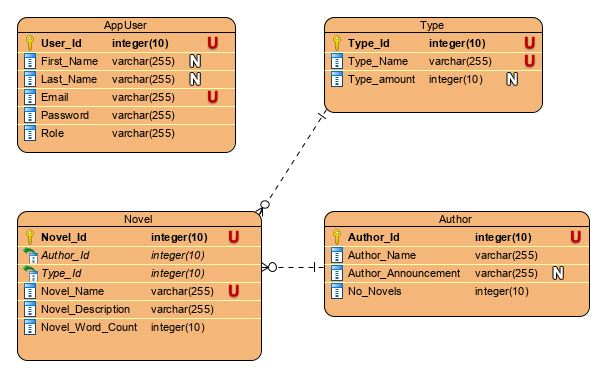 AppUser
User_Id integer(10) U
First_Name varchar(255) N
Last_Name varchar(255) N
Email varchar(255) U
Password varchar(255)
Role varchar(255)
Type
Type_Id integer(10) U
Type_Name varchar(255) U
Type_amount integer(10) N
Novel
Novel_Id integer(10) U
Author_Id integer(10)
Type_Id integer(10)
Novel_Name varchar(255) U
Novel_Description varchar(255)
Novel_Word_Count integer(10)
Author
Author_Id integer(10) U
Author_Name varchar(255)
Author_Announcement varchar(255) N
No_Novels integer(10)